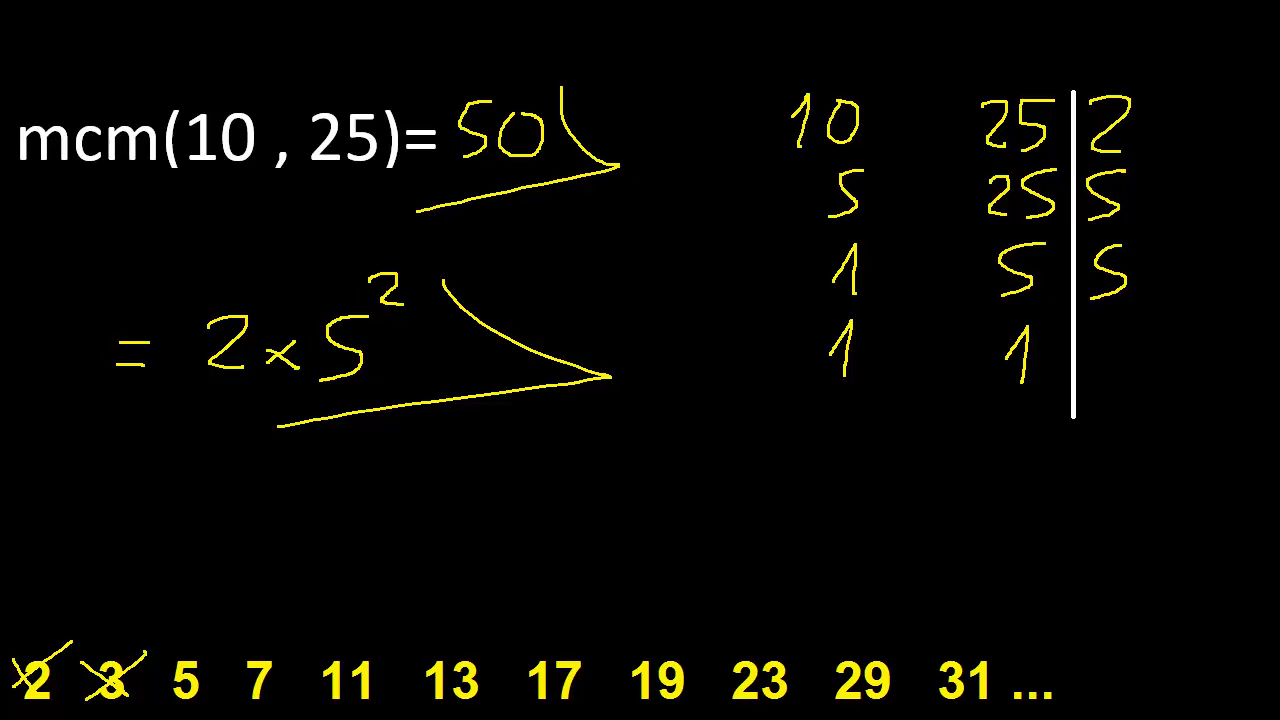 mcm(10 , 25)= 50
= 2 x 5²
10 25 2
5 25 5
1 5 5
1 1
2 3 5 7 11 13 17 19 23 29 31 ...